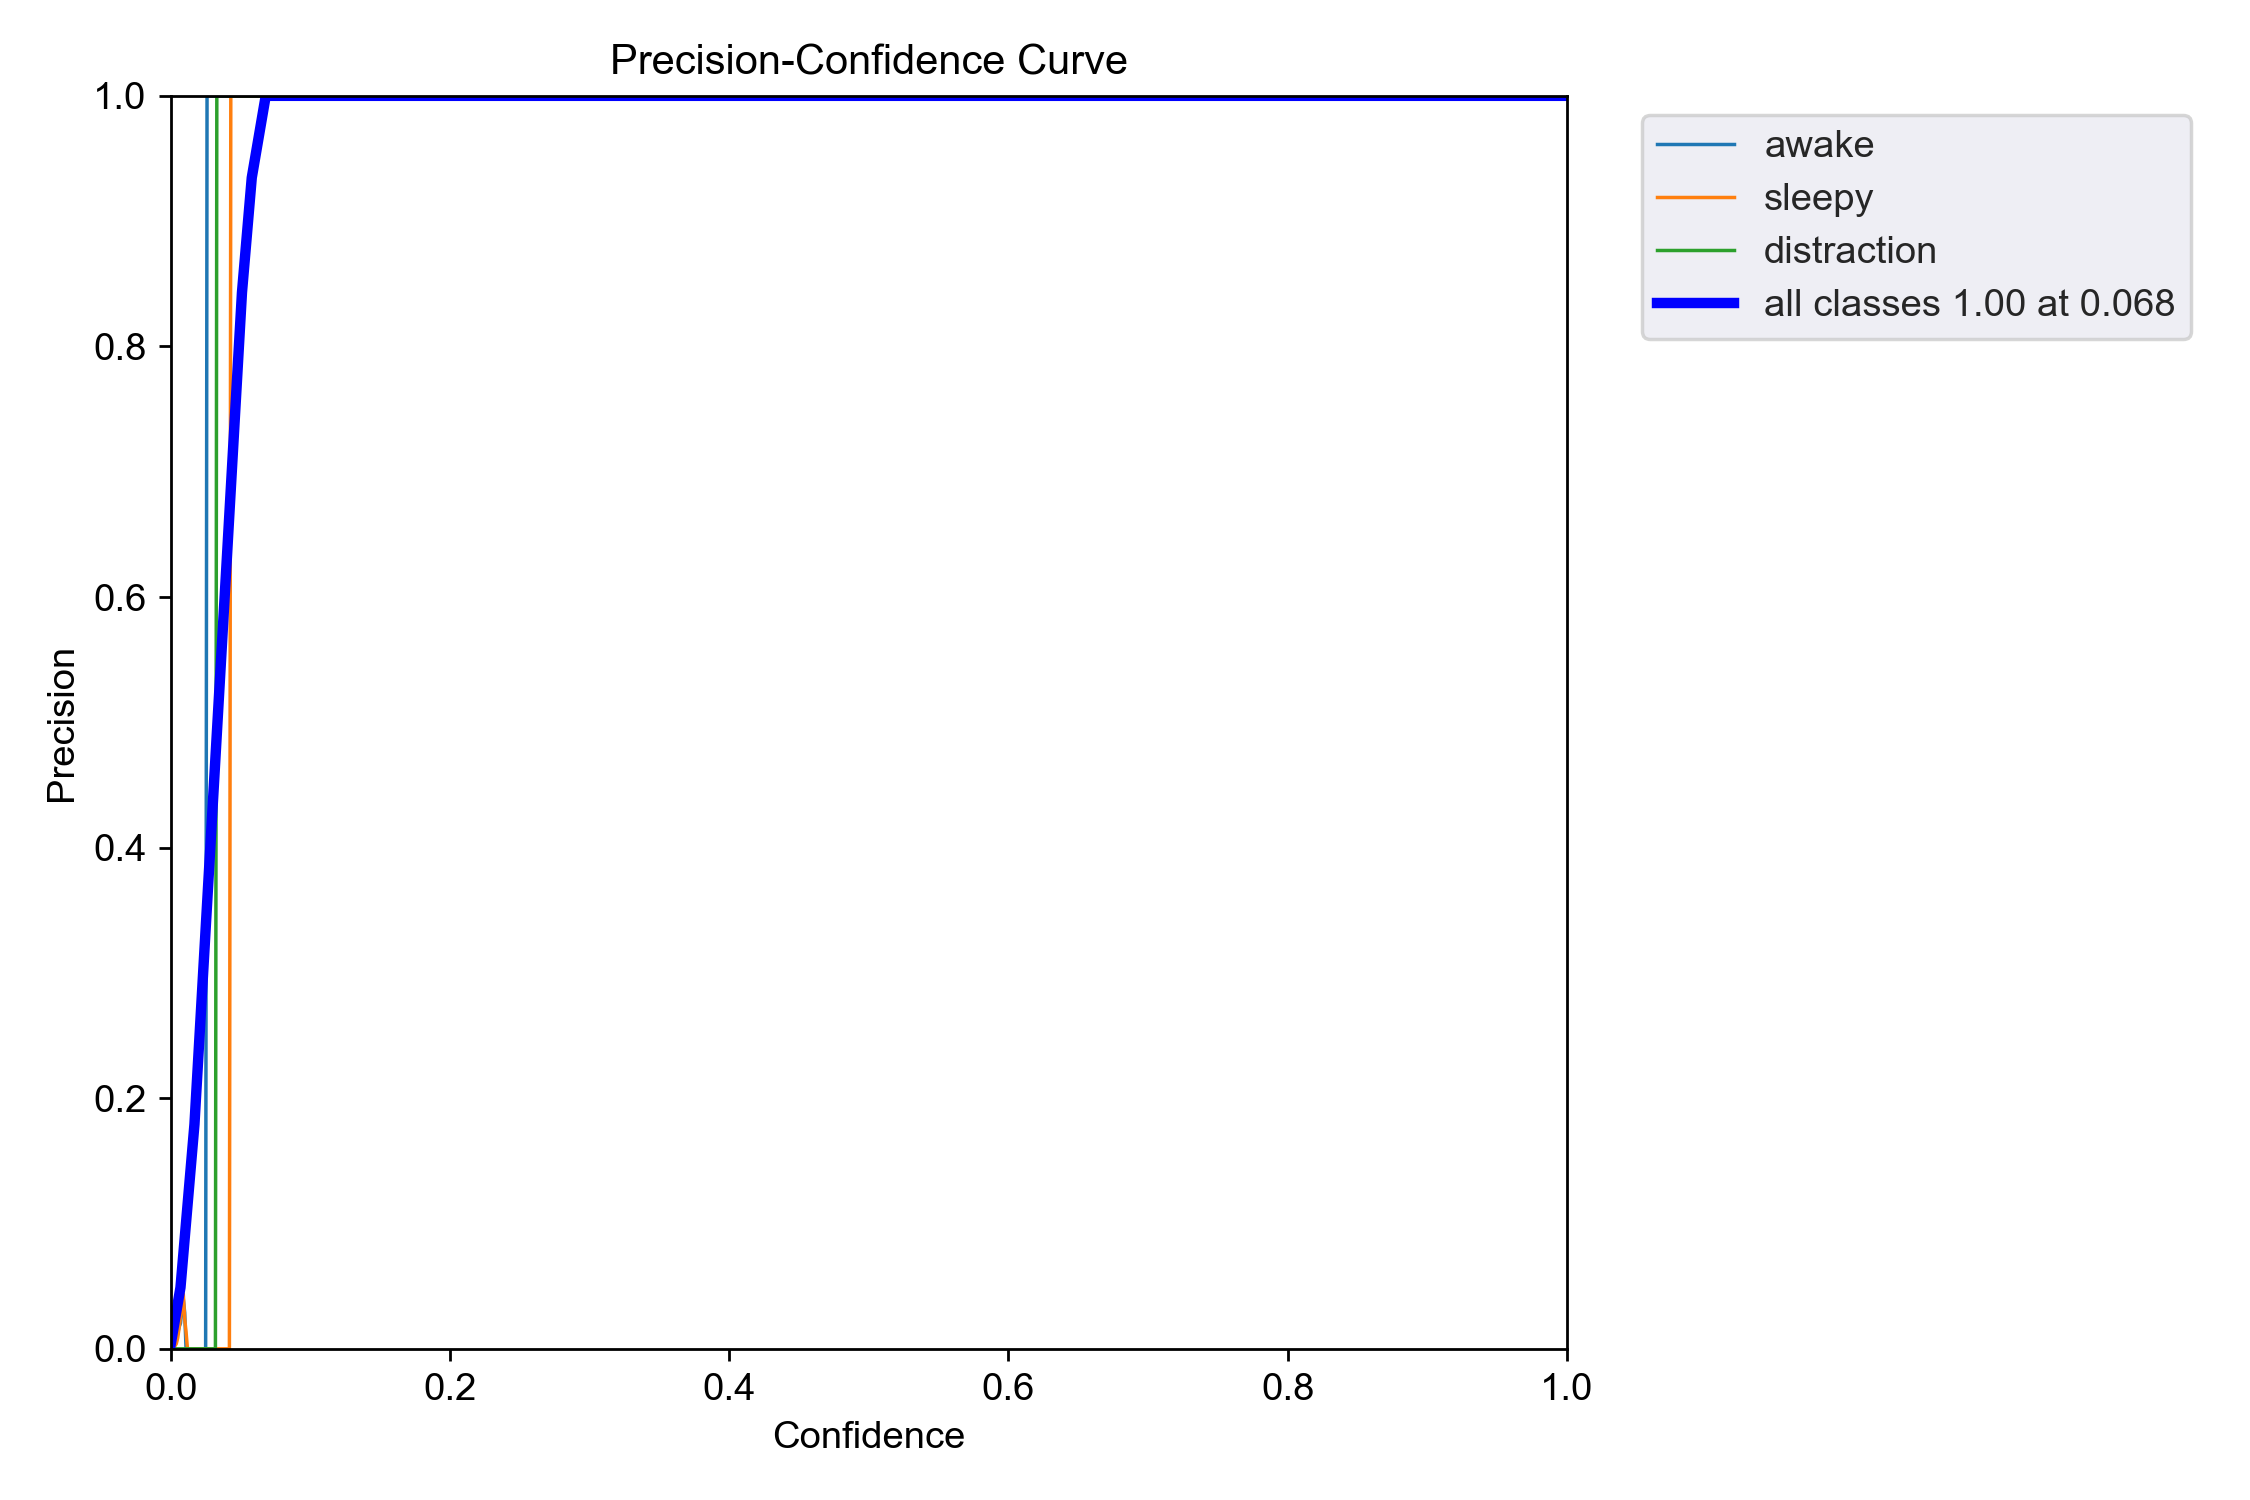 Precision-Confidence Curve
1.0
0.8
0.6
0.4
0.2
0.0
Precision
0.0 0.2 0.4 0.6 0.8 1.0
Confidence
awake
sleepy
distraction
all classes 1.00 at 0.068